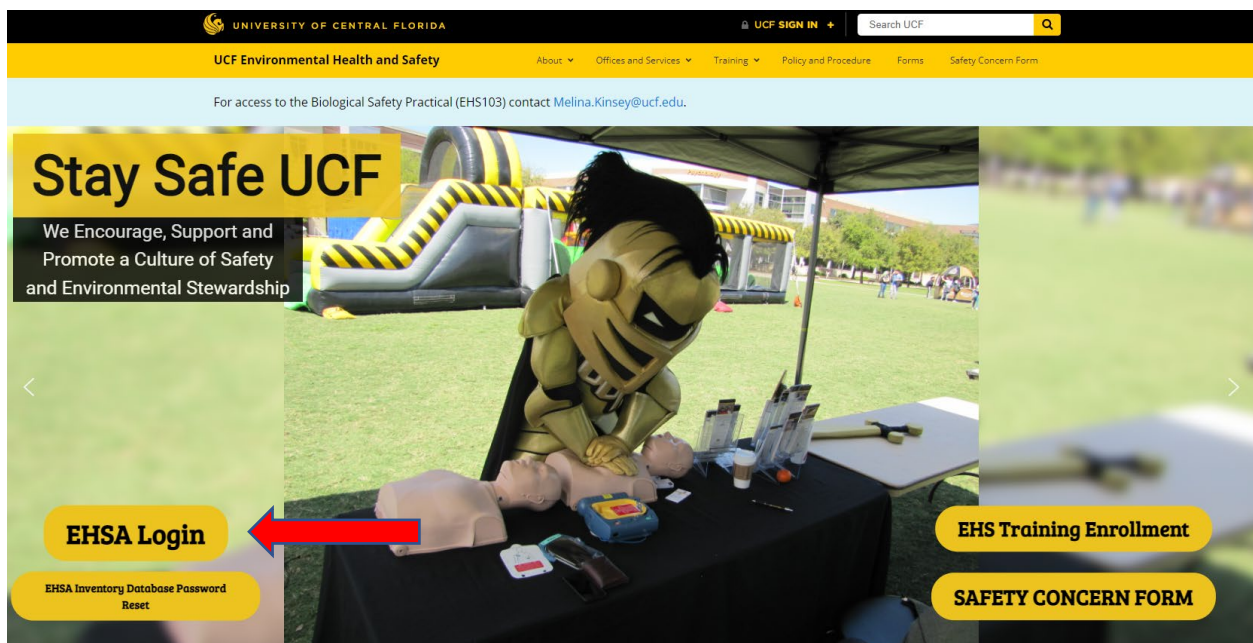 UNIVERSITY OF CENTRAL FLORIDA
UCF SIGN IN +
Search UCF
UCF Environmental Health and Safety
About
Offices and Services
Training
Policy and Procedure
Forms
Safety Concern Form
For access to the Biological Safety Practical (EHS103) contact Melina.Kinsey@ucf.edu.
Stay Safe UCF
We Encourage, Support and
Promote a Culture of Safety
and Environmental Stewardship
EHSA Login
EHSA Inventory Database Password
Reset
EHS Training Enrollment
SAFETY CONCERN FORM